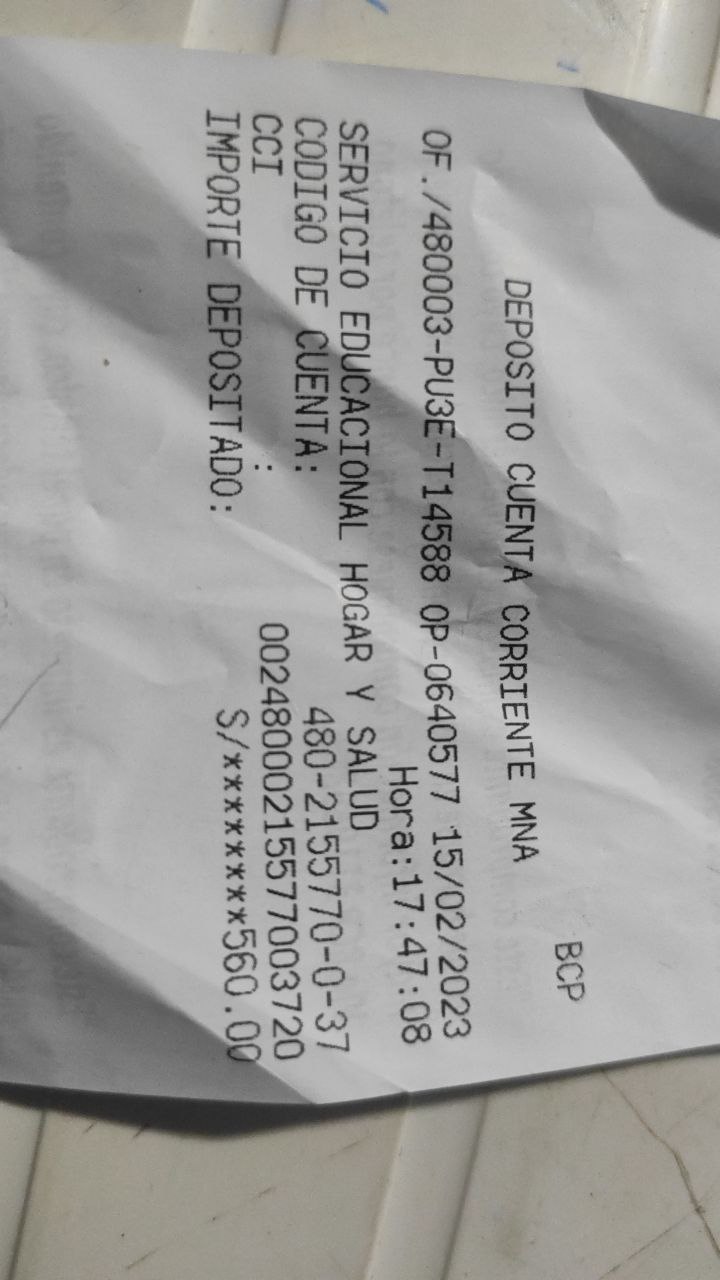 BCP
DEPOSITO CUENTA CORRIENTE MNA
OF./480003-PU3E-T14588 OP-0640577 15/02/2023
Hora:17:47:08
SERVICIO EDUCACIONAL HOGAR Y SALUD
CODIGO DE CUENTA: 480-2155770-0-37
CCI : 00248000215577003720
IMPORTE DEPOSITADO: S/********560.00